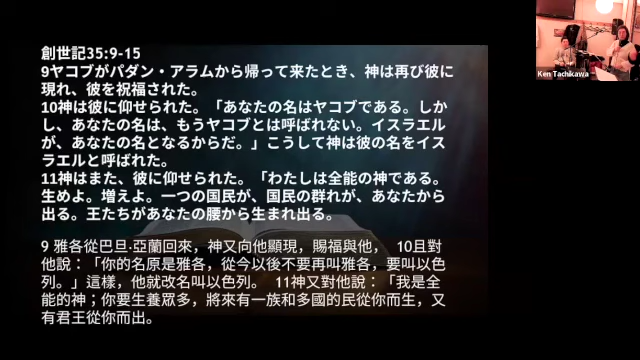 創世記35:9-15
9ヤコブがパダン・アラムから帰って来たとき、神は再び彼に
現れ、彼を祝福された。
10神は彼に仰せられた。「あなたの名はヤコブである。しか
し、あなたの名は、もうヤコブとは呼ばれない。イスラエル
が、あなたの名となるからだ。」こうして神は彼の名をイス
ラエルと呼ばれた。
11神はまた、彼に仰せられた。「わたしは全能の神である。
生めよ。増えよ。一つの国民が、国民の群れが、あなたから
出る。王たちがあなたの腰から生まれ出る。
9 雅各從巴旦·亞蘭回來，神又向他顯現，賜福與他， 10且對
他說：「你的名原是雅各，從今以後不要再叫雅各，要叫以色
列。」這樣，他就改名叫以色列。 11神又對他說：「我是全
能的神；你要生養眾多，將來有一族和多國的民從你而生，又
有君王從你而出。
Ken Tachikawa